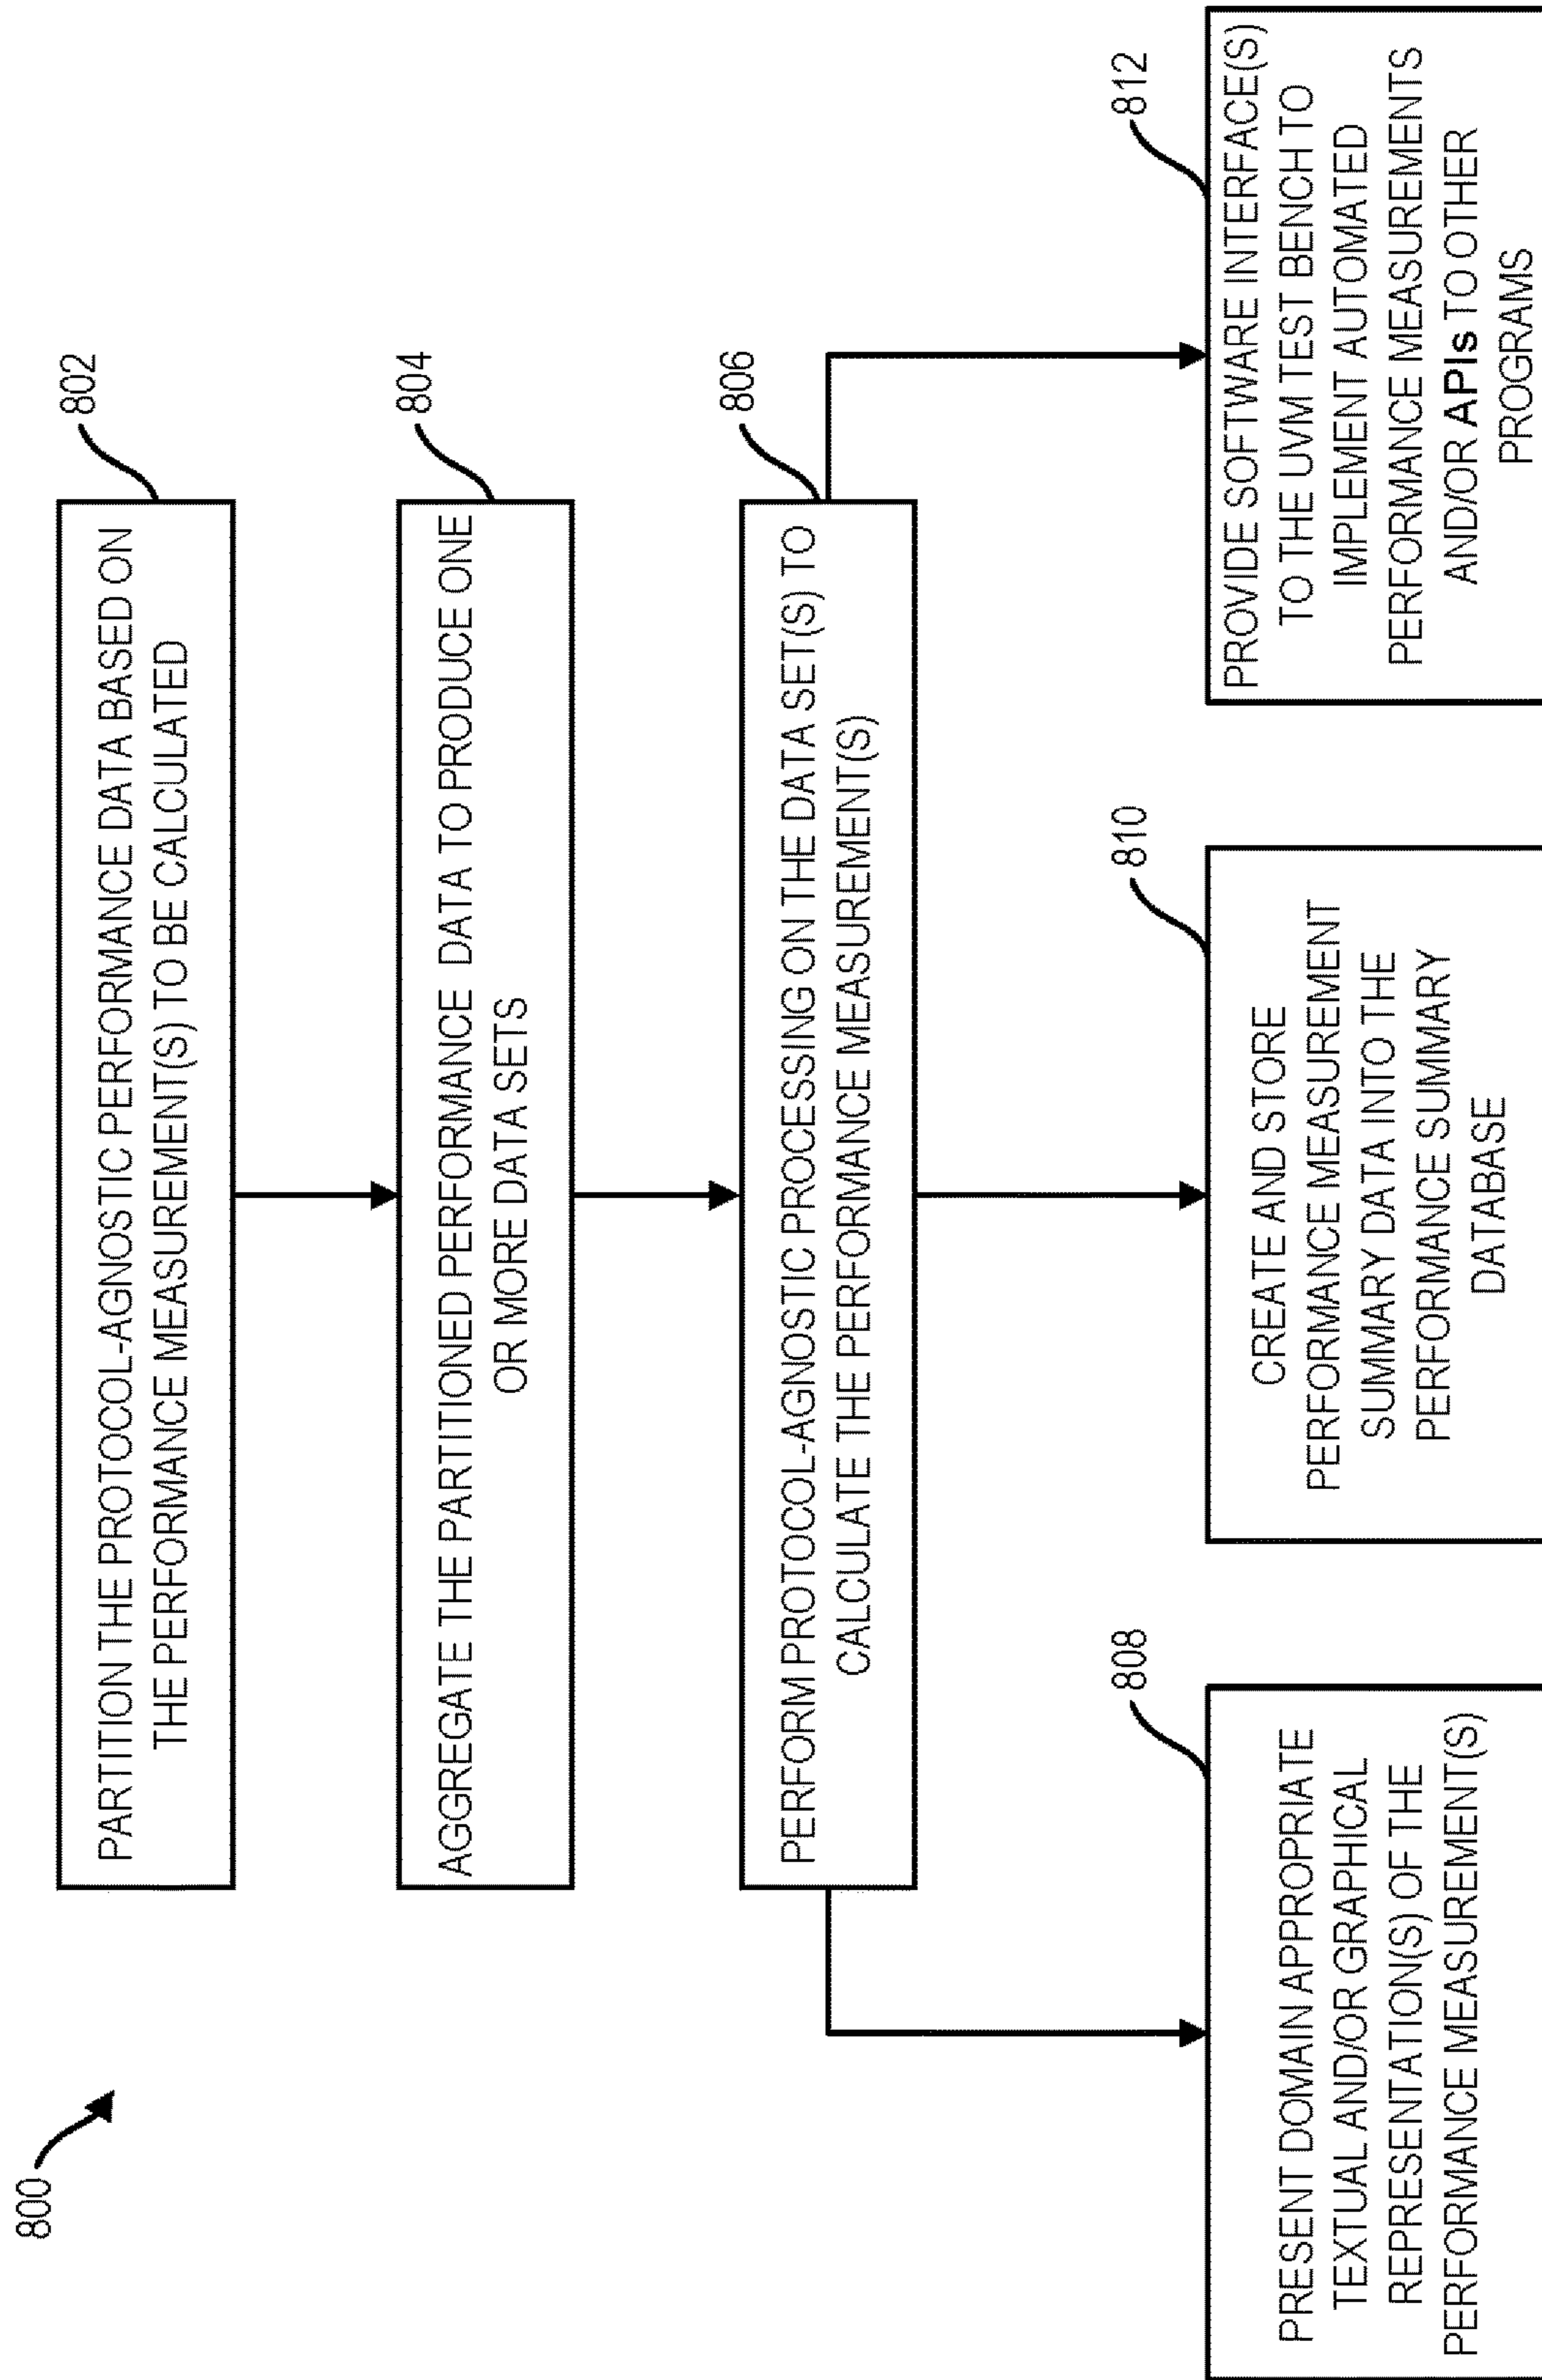 800
802
PARTITION THE PROTOCOL-AGNOSTIC PERFORMANCE DATA BASED ON
THE PERFORMANCE MEASUREMENT(S) TO BE CALCULATED
804
AGGREGATE THE PARTITIONED PERFORMANCE DATA TO PRODUCE ONE
OR MORE DATA SETS
806
PERFORM PROTOCOL-AGNOSTIC PROCESSING ON THE DATA SET(S) TO
CALCULATE THE PERFORMANCE MEASUREMENT(S)
808
PRESENT DOMAIN APPROPRIATE
TEXTUAL AND/OR GRAPHICAL
REPRESENTATION(S) OF THE
PERFORMANCE MEASUREMENT(S)
810
CREATE AND STORE
PERFORMANCE MEASUREMENT
SUMMARY DATA INTO THE
PERFORMANCE SUMMARY
DATABASE
812
PROVIDE SOFTWARE INTERFACE(S)
TO THE UVM TEST BENCH TO
IMPLEMENT AUTOMATED
PERFORMANCE MEASUREMENTS
AND/OR APIs TO OTHER
PROGRAMS